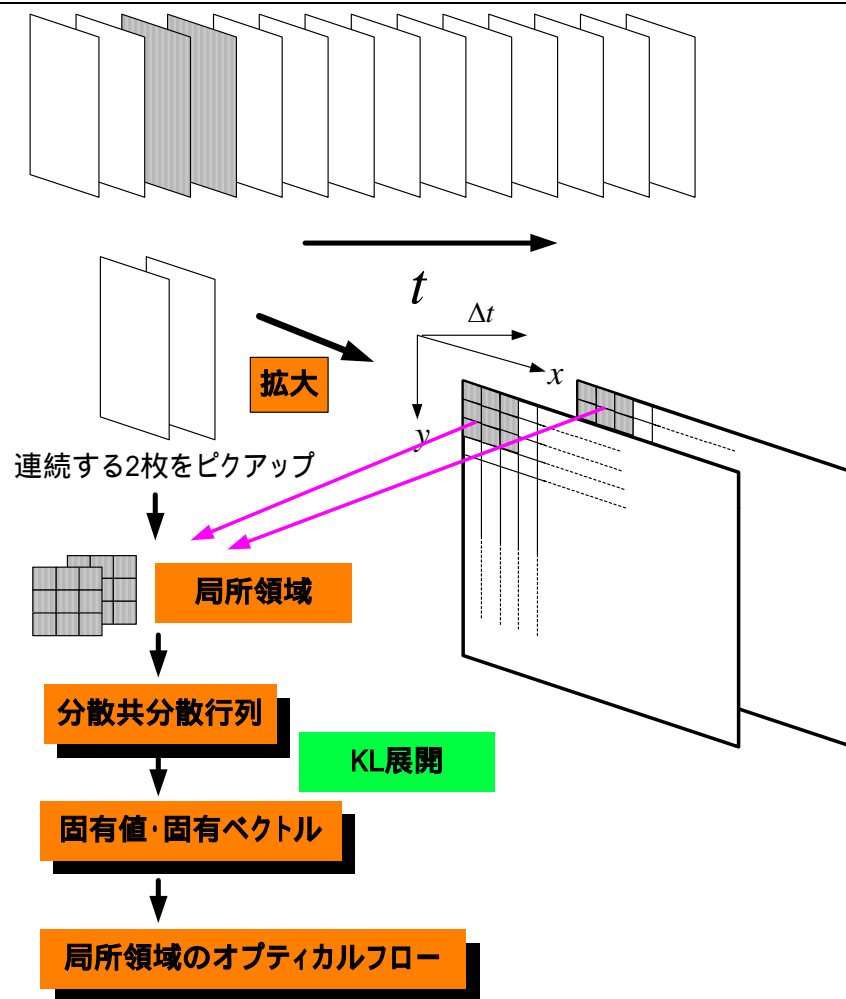 t
Δt
x
y
拡大
連続する2枚をピクアップ
局所領域
分散共分散行列
KL展開
固有値・固有ベクトル
局所領域のオプティカルフロー